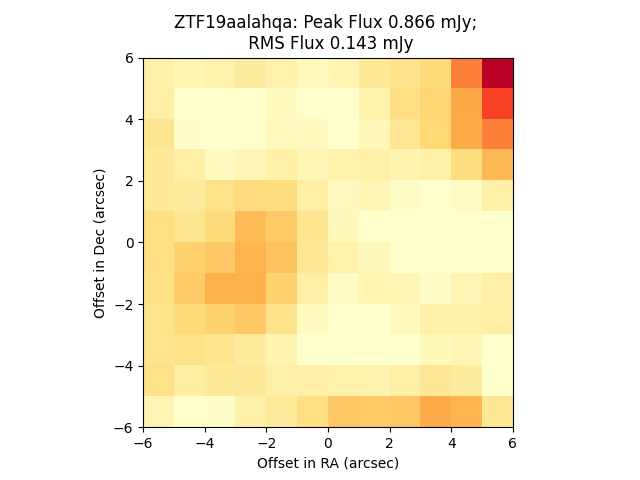 ZTF19aalahqa: Peak Flux 0.866 mJy;
RMS Flux 0.143 mJy
6
4
2
0
−2
−4
−6
Offset in Dec (arcsec)
−6 −4 −2 0 2 4 6
Offset in RA (arcsec)